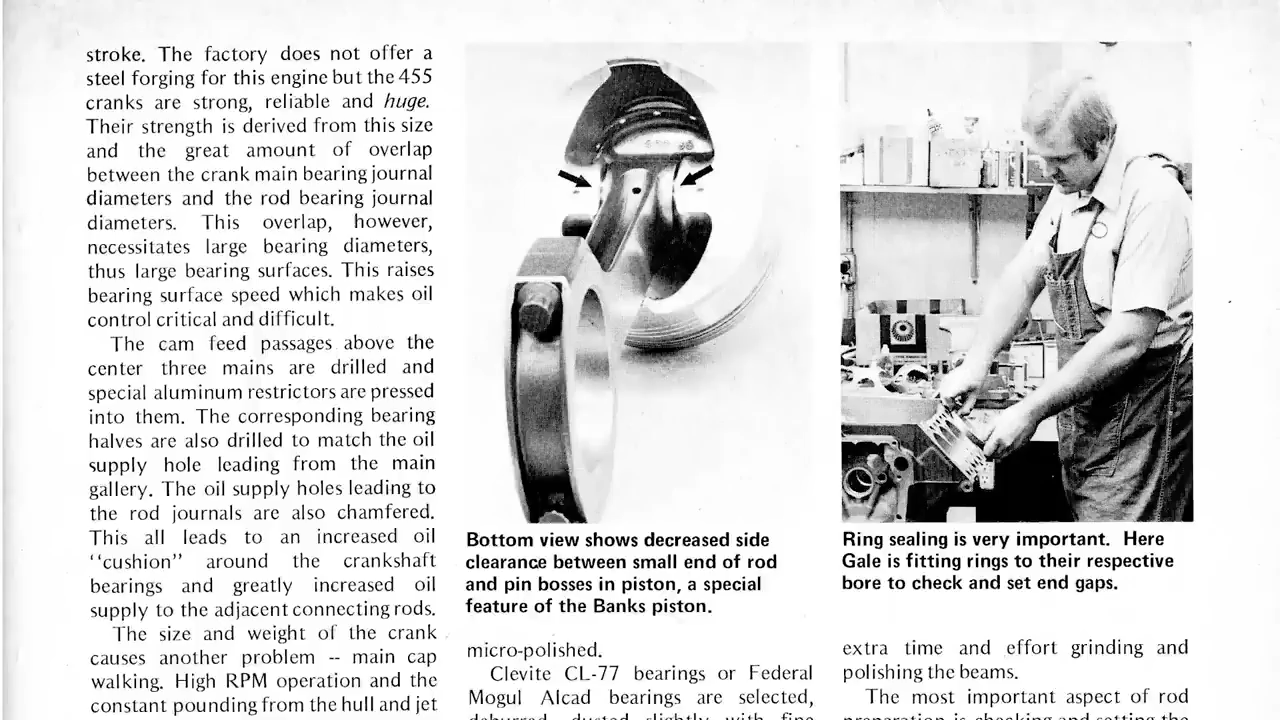 stroke. The factory does not offer a
steel forging for this engine but the 455
cranks are strong, reliable and huge.
Their strength is derived from this size
and the great amount of overlap
between the crank main bearing journal
diameters and the rod bearing journal
diameters. This overlap, however,
necessitates large bearing diameters,
thus large bearing surfaces. This raises
bearing surface speed which makes oil
control critical and difficult.
The cam feed passages above the
center three mains are drilled and
special aluminum restrictors are pressed
into them. The corresponding bearing
halves are also drilled to match the oil
supply hole leading from the main
gallery. The oil supply holes leading to
the rod journals are also chamfered.
This all leads to an increased oil
''cushion'' around the crankshaft
bearings and greatly increased oil
supply to the adjacent connecting rods.
The size and weight of the crank
causes another problem -- main cap
walking. High RPM operation and the
constant pounding from the hull and jet
Bottom view shows decreased side
clearance between small end of rod
and pin bosses in piston, a special
feature of the Banks piston.
micro-polished.
Clevite CL-77 bearings or Federal
Mogul Alcad bearings are selected,
deburred, dusted slightly with fine
Ring sealing is very important. Here
Gale is fitting rings to their respective
bore to check and set end gaps.
extra time and effort grinding and
polishing the beams.
The most important aspect of rod
preparation is checking and setting the